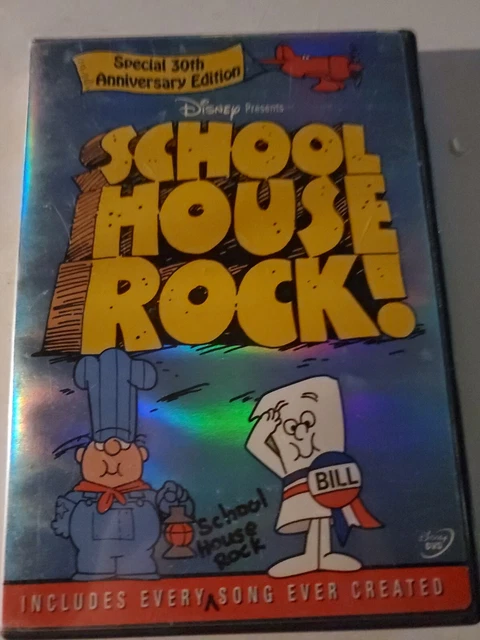 Special 30th
Anniversary Edition
Disney Presents
SCHOOL
HOUSE
ROCK!
BILL
School
House
Rock
Disney
DVD
INCLUDES EVERY ^ SONG EVER CREATED